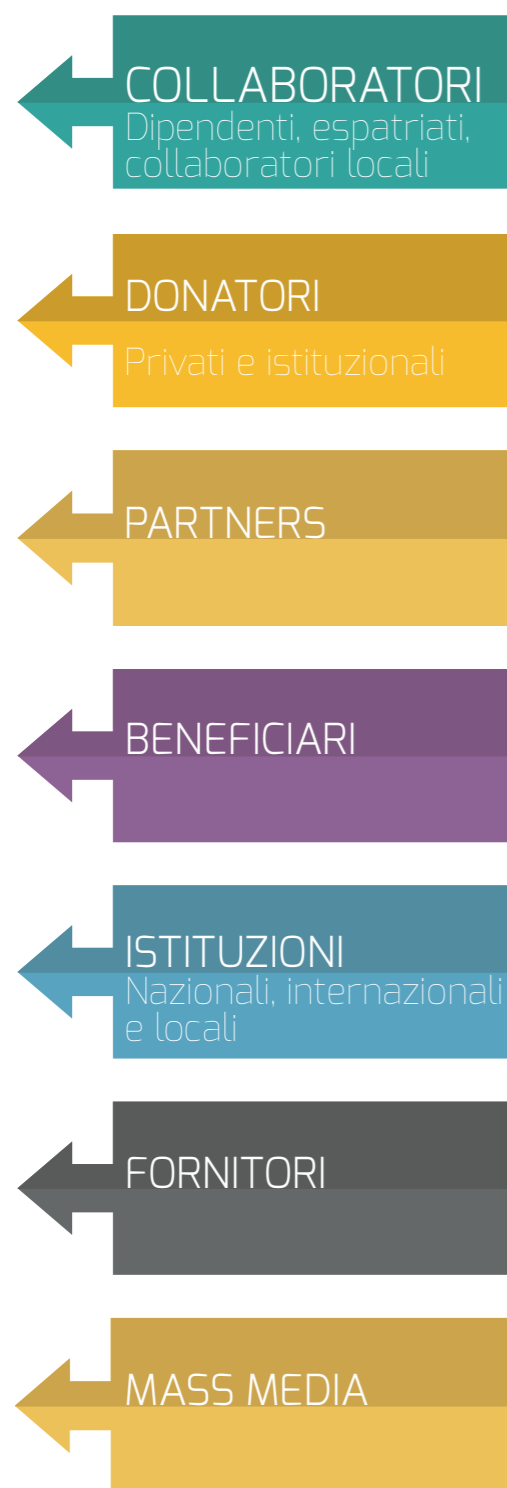 COLLABORATORI
Dipendenti, espatriati,
collaboratori locali
DONATORI
Privati e istituzionali
PARTNERS
BENEFICIARI
ISTITUZIONI
Nazionali, internazionali
e locali
FORNITORI
MASS MEDIA